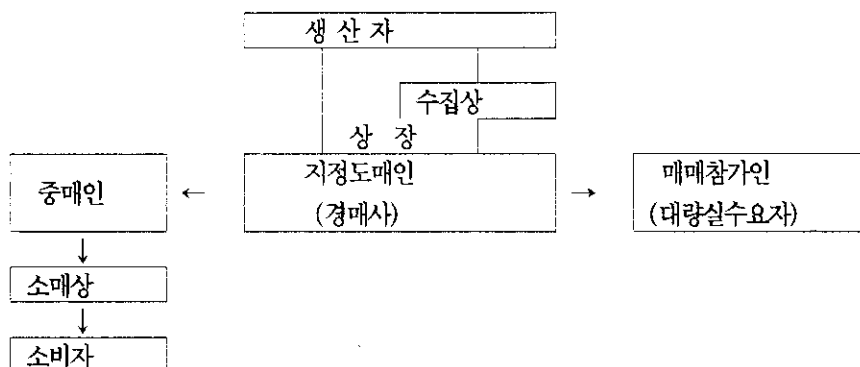 생 산 자
수집상
상 장
중매인 ← 지정도매인 → 매매참가인
(경매사) (대량실수요자)
↓
소매상
↓
소비자